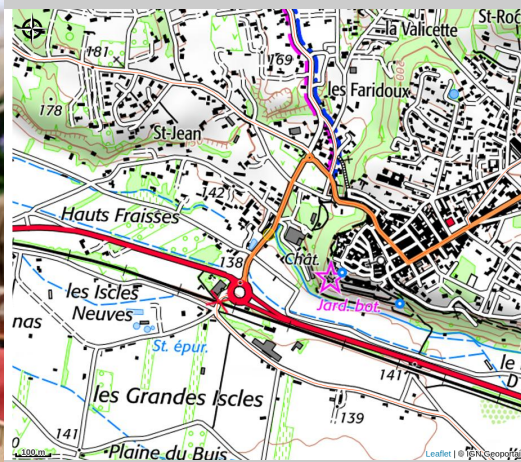 la Valicette
St-Roc
181
169
les Faridoux
178
St-Jean
142
Hauts Fraisses
138
Chât.
Jard. bot.
les Iscles
Neuves
nas
St. épur.
le
D
141
les Grandes Iscles
139
141
Plaine du Buis
100 m
Leaflet | © IGN Geoportai